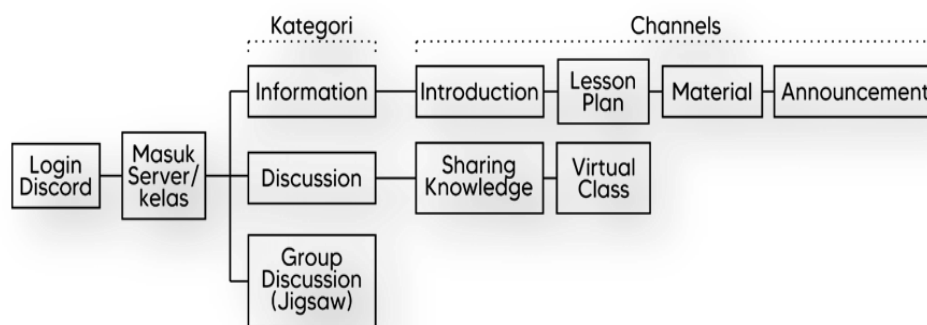 Kategori
Channels
Information
Introduction
Lesson
Plan
Material
Announcement
Login
Discord
Masuk
Server/
kelas
Discussion
Sharing
Knowledge
Virtual
Class
Group
Discussion
(Jigsaw)